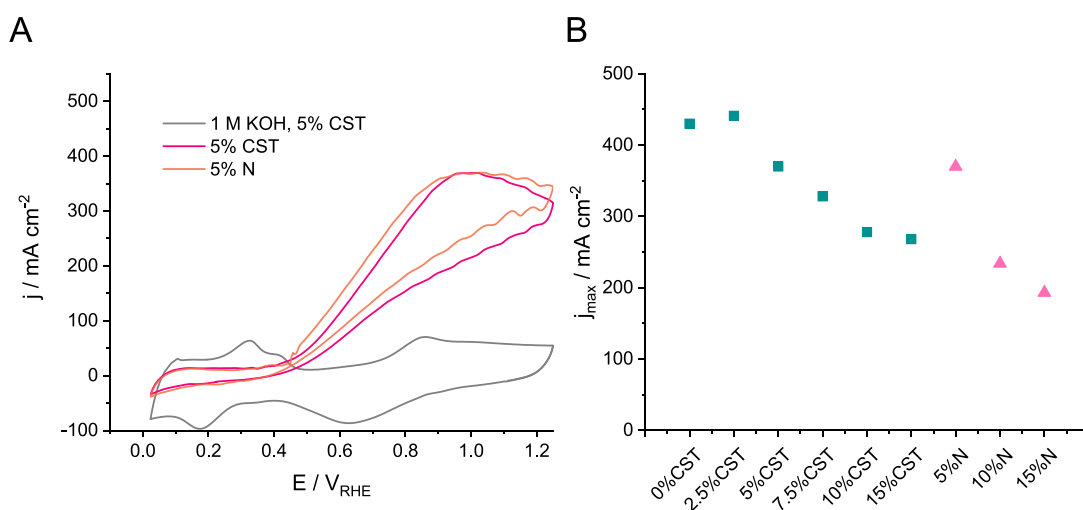 A
j / mA cm⁻²
500
400
300
200
100
0
-100
1 M KOH, 5% CST
5% CST
5% N
0.0 0.2 0.4 0.6 0.8 1.0 1.2
E / V_RHE
B
j_max / mA cm⁻²
500
400
300
200
100
0
0%CST 2.5%CST 5%CST 7.5%CST 10%CST 15%CST 5%N 10%N 15%N